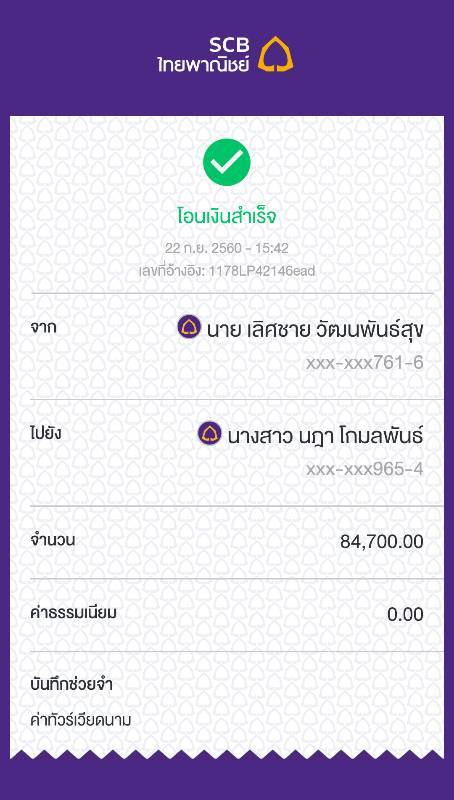 SCB
ไทยพาณิชย์
โอนเงินสำเร็จ
22 ก.ย. 2560 - 15:42
เลขที่อ้างอิง: 1178LP42146ead
จาก
นาย เลิศชาย วัฒนพันธ์สุข
xxx-xxx761-6
ไปยัง
นางสาว นฎา โกมลพันธ์
xxx-xxx965-4
จำนวน 84,700.00
ค่าธรรมเนียม 0.00
บันทึกช่วยจำ
ค่าทัวร์เวียดนาม